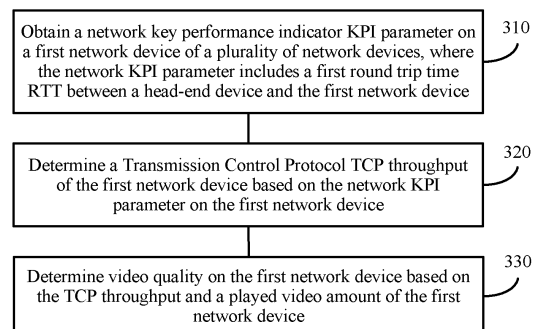 Obtain a network key performance indicator KPI parameter on
a first network device of a plurality of network devices, where
the network KPI parameter includes a first round trip time
RTT between a head-end device and the first network device
310
Determine a Transmission Control Protocol TCP throughput
of the first network device based on the network KPI
parameter on the first network device
320
Determine video quality on the first network device based on
the TCP throughput and a played video amount of the first
network device
330